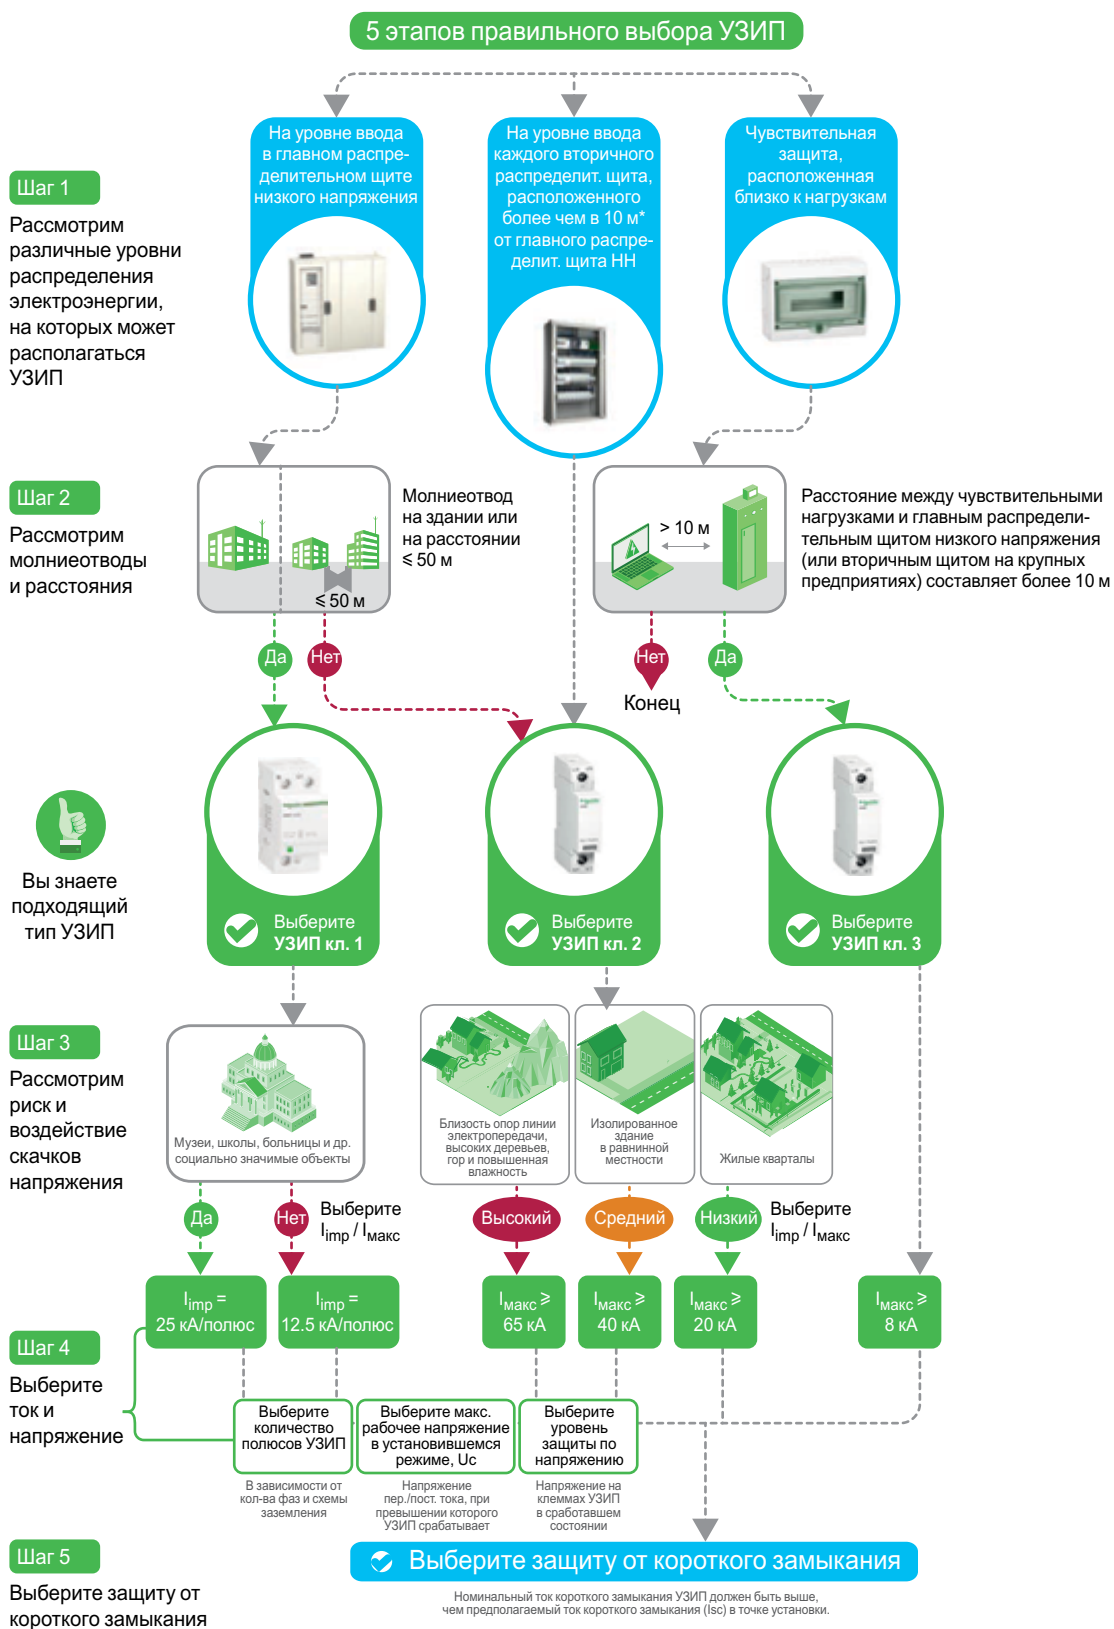 5 этапов правильного выбора УЗИП
На уровне ввода
в главном распре-
делительном щите
низкого напряжения
На уровне ввода
каждого вторичного
распределит. щита,
расположенного
более чем в 10 м*
от главного распре-
делит. щита НН
Чувствительная
защита,
расположенная
близко к нагрузкам
Шаг 1
Рассмотрим
различные уровни
распределения
электроэнергии,
на которых может
располагаться
УЗИП
Шаг 2
Рассмотрим
молниеотводы
и расстояния
⩽ 50 м
Молниеотвод
на здании или
на расстоянии
⩽ 50 м
> 10 м
Расстояние между чувствительными
нагрузками и главным распредели-
тельным щитом низкого напряжения
(или вторичным щитом на крупных
предприятиях) составляет более 10 м
Да
Нет
Нет
Да
Конец
Вы знаете
подходящий
тип УЗИП
Выберите
УЗИП кл. 1
Выберите
УЗИП кл. 2
Выберите
УЗИП кл. 3
Шаг 3
Рассмотрим
риск и
воздействие
скачков
напряжения
Музеи, школы, больницы и др.
социально значимые объекты
Близость опор линии
электропередачи,
высоких деревьев,
гор и повышенная
влажность
Изолированное
здание
в равнинной
местности
Жилые кварталы
Да
Нет
Выберите
Iimp / Iмакс
Высокий
Средний
Низкий
Выберите
Iimp / Iмакс
Iimp =
25 кА/полюс
Iimp =
12.5 кА/полюс
Iмакс ⩾
65 кА
Iмакс ⩾
40 кА
Iмакс ⩾
20 кА
Iмакс ⩾
8 кА
Шаг 4
Выберите
ток и
напряжение
Выберите
количество
полюсов УЗИП
Выберите макс.
рабочее напряжение
в установившемся
режиме, Uc
Выберите
уровень
защиты по
напряжению
В зависимости от
кол-ва фаз и схемы
заземления
Напряжение
пер./пост. тока, при
превышении которого
УЗИП срабатывает
Напряжение на
клеммах УЗИП
в сработавшем
состоянии
Шаг 5
Выберите защиту от
короткого замыкания
Выберите защиту от короткого замыкания
Номинальный ток короткого замыкания УЗИП должен быть выше,
чем предполагаемый ток короткого замыкания (Isc) в точке установки.